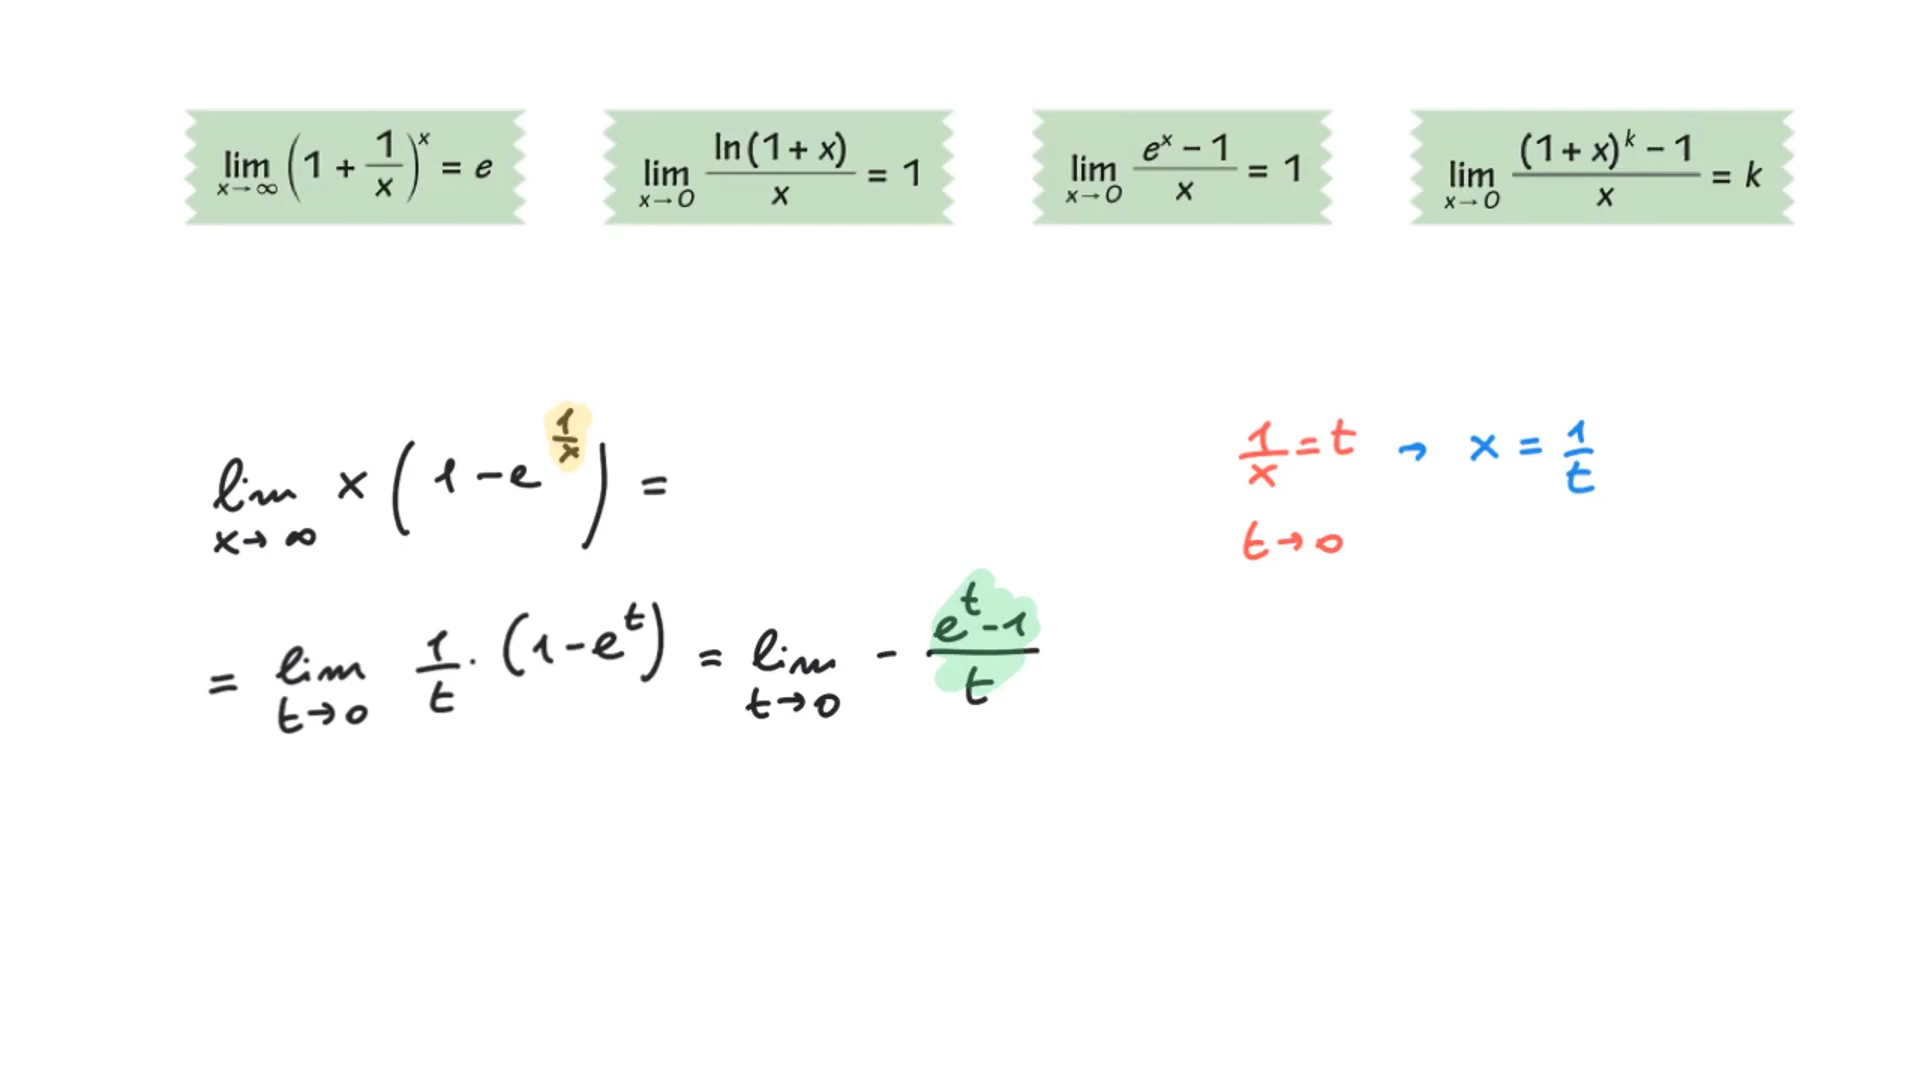 lim x→∞ (1 + 1/x)^x = e
lim x→0 ln(1 + x)/x = 1
lim x→0 (e^x − 1)/x = 1
lim x→0 ((1 + x)^k − 1)/x = k
lim x→∞ x(1 − e^(1/x)) =
1/x = t → x = 1/t
t→0
= lim t→0 1/t · (1 − e^t) = lim t→0 − (e^t − 1)/t